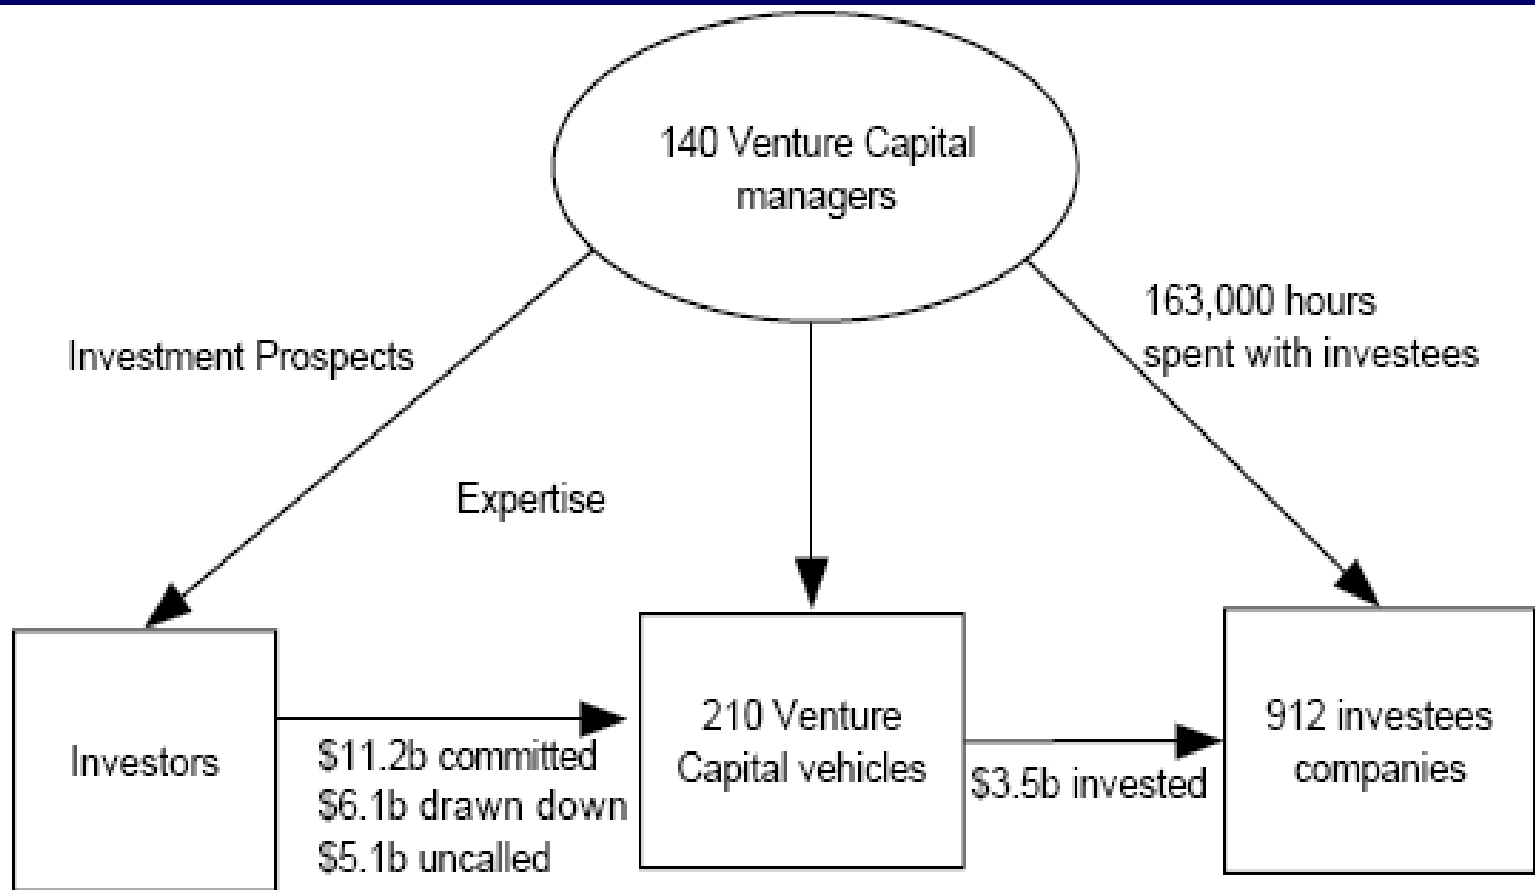 140 Venture Capital
managers
163,000 hours
spent with investees
Investment Prospects
Expertise
Investors
$11.2b committed
$6.1b drawn down
$5.1b uncalled
210 Venture
Capital vehicles
$3.5b invested
912 investees
companies